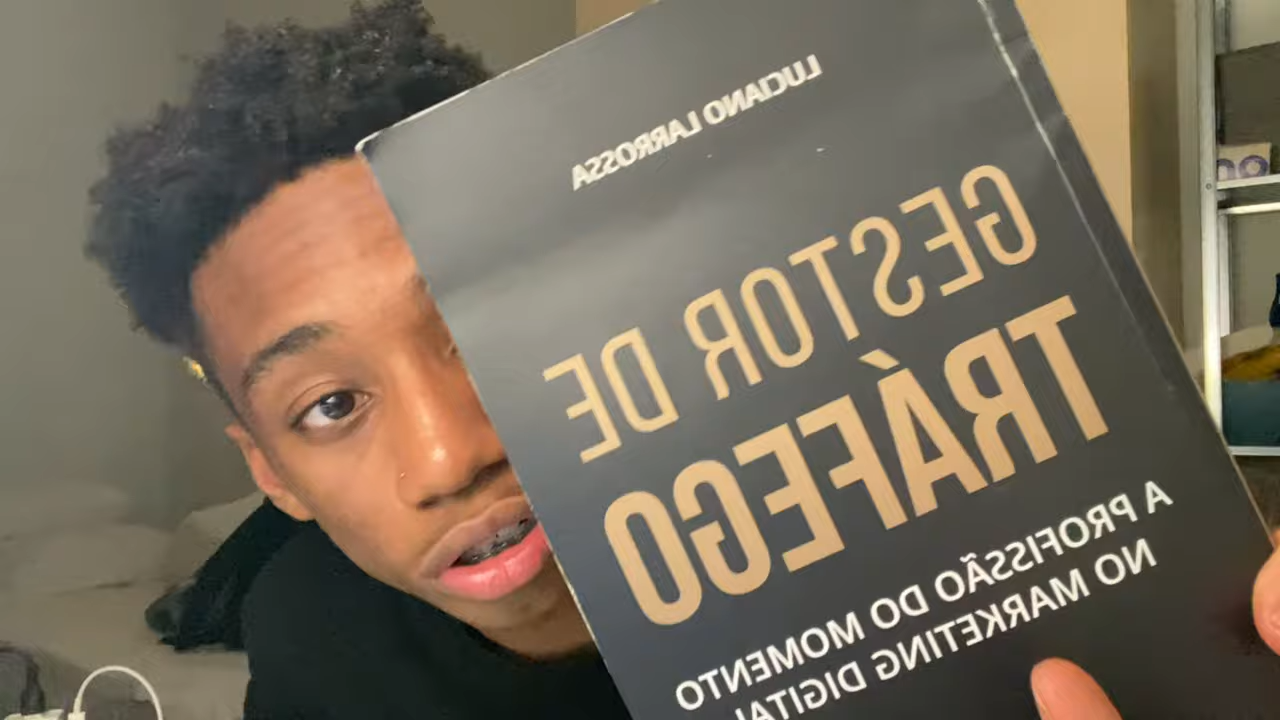 LUCIANO LARROSSA
GESTOR DE
TRÁFEGO
A PROFISSÃO DO MOMENTO
NO MARKETING DIGITAL